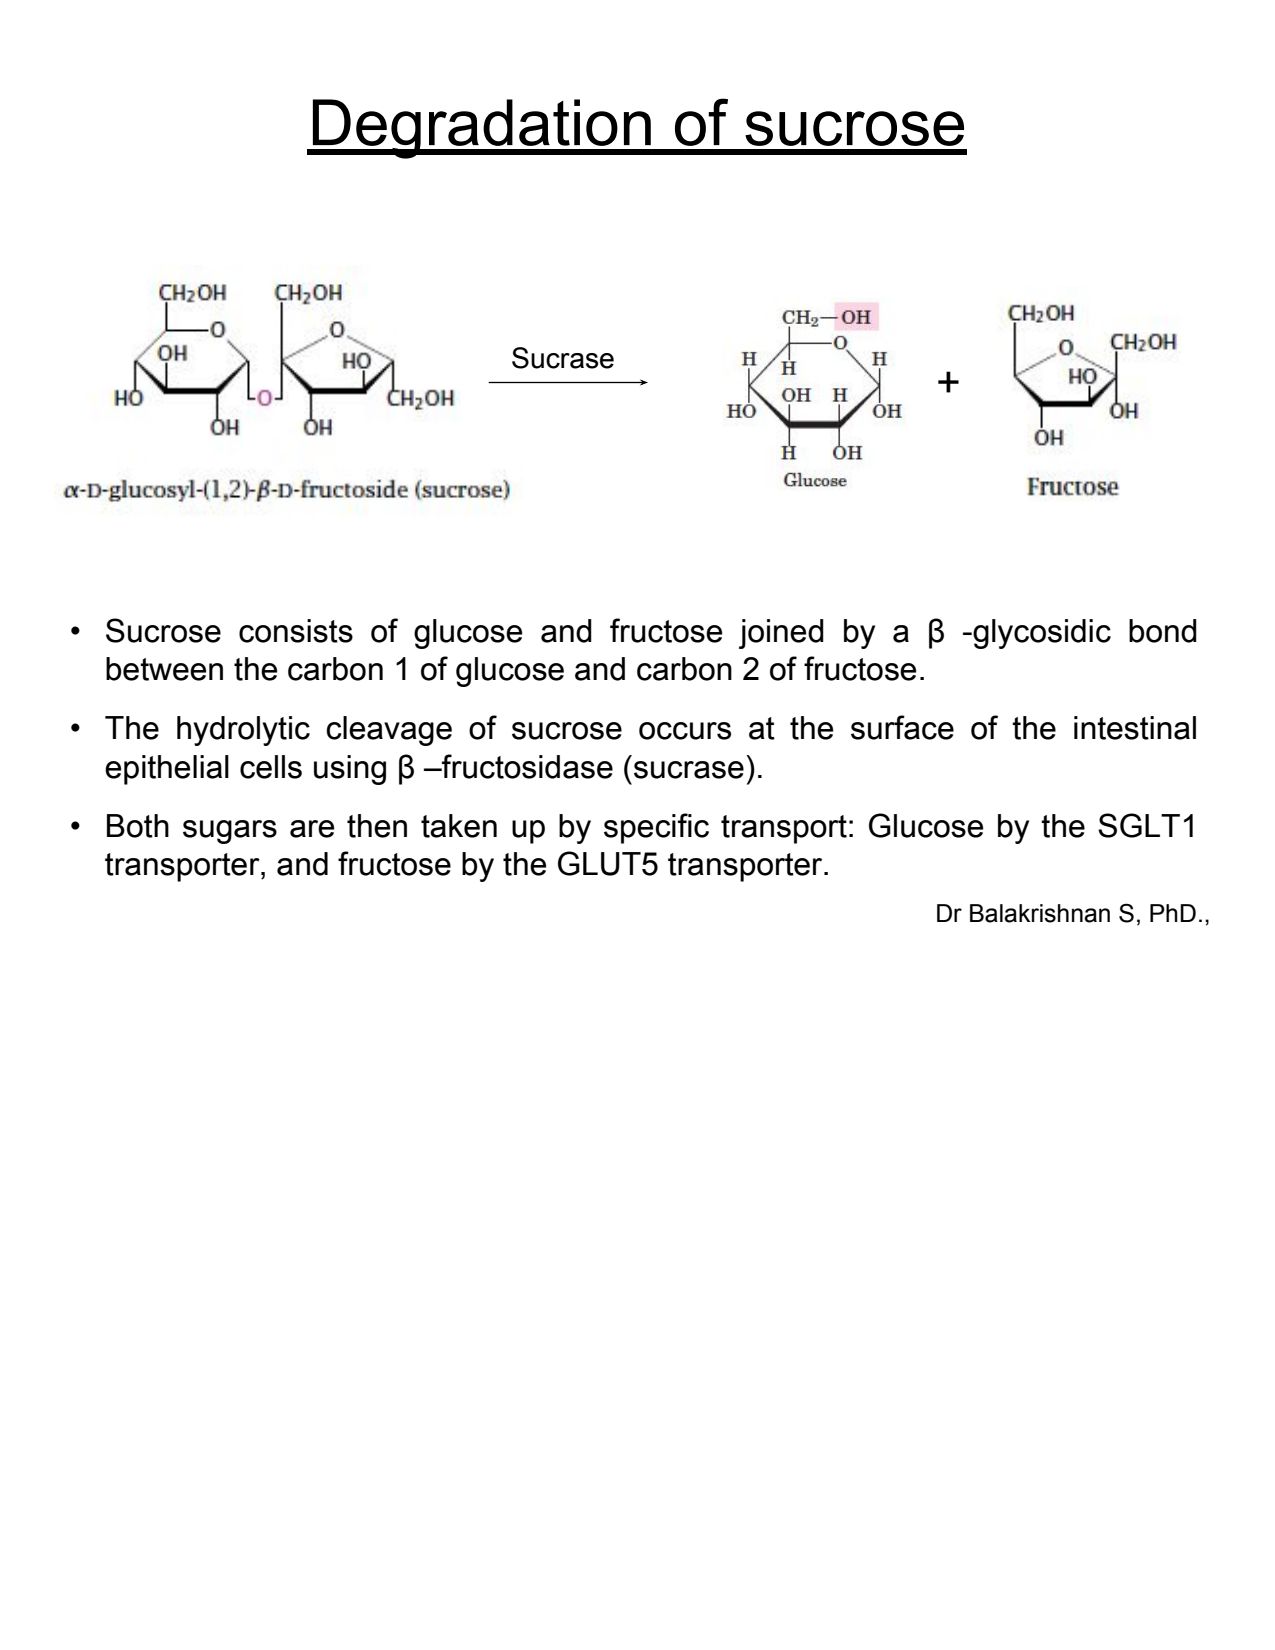 Degradation of sucrose
CH₂OH CH₂OH
O O
OH HO
HO O CH₂OH
OH OH
α-D-glucosyl-(1,2)-β-D-fructoside (sucrose)
Sucrase
CH₂—OH
H O H
H
OH H
HO OH
H OH
Glucose
+
CH₂OH
O CH₂OH
HO
OH
OH
Fructose
• Sucrose consists of glucose and fructose joined by a β -glycosidic bond
between the carbon 1 of glucose and carbon 2 of fructose.
• The hydrolytic cleavage of sucrose occurs at the surface of the intestinal
epithelial cells using β –fructosidase (sucrase).
• Both sugars are then taken up by specific transport: Glucose by the SGLT1
transporter, and fructose by the GLUT5 transporter.
Dr Balakrishnan S, PhD.,